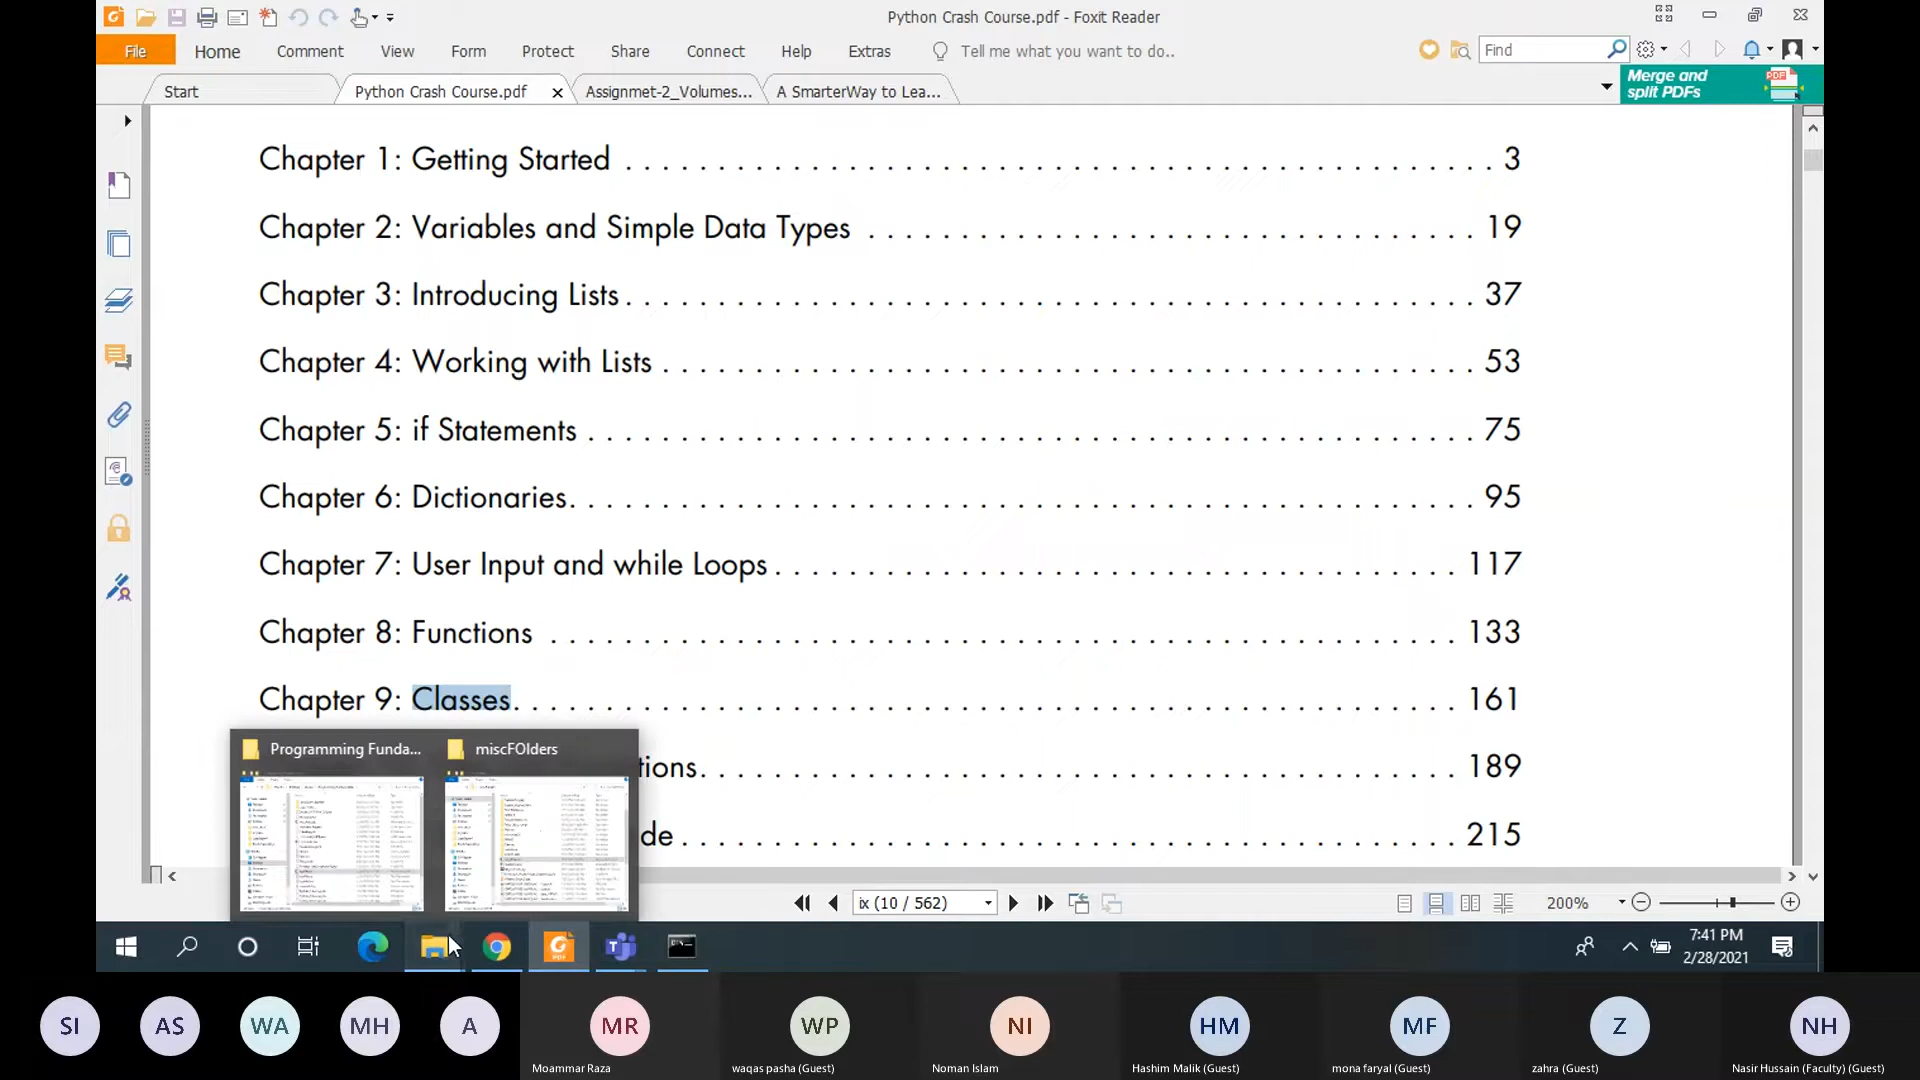 Python Crash Course.pdf - Foxit Reader
File Home Comment View Form Protect Share Connect Help Extras Tell me what you want to do.. Find
Start Python Crash Course.pdf Assignmet-2_Volumes... A SmarterWay to Lea... Merge and
split PDFs
Chapter 1: Getting Started . . . . . . . . . . . . . . . . . . . . . . . . . . . . . . . . . . . . . . . . . . . . . . . 3
Chapter 2: Variables and Simple Data Types . . . . . . . . . . . . . . . . . . . . . . . . . . . . . . . . . 19
Chapter 3: Introducing Lists . . . . . . . . . . . . . . . . . . . . . . . . . . . . . . . . . . . . . . . . . . . . . . 37
Chapter 4: Working with Lists . . . . . . . . . . . . . . . . . . . . . . . . . . . . . . . . . . . . . . . . . . . . 53
Chapter 5: if Statements . . . . . . . . . . . . . . . . . . . . . . . . . . . . . . . . . . . . . . . . . . . . . . . . 75
Chapter 6: Dictionaries. . . . . . . . . . . . . . . . . . . . . . . . . . . . . . . . . . . . . . . . . . . . . . . . . 95
Chapter 7: User Input and while Loops . . . . . . . . . . . . . . . . . . . . . . . . . . . . . . . . . . . . . 117
Chapter 8: Functions . . . . . . . . . . . . . . . . . . . . . . . . . . . . . . . . . . . . . . . . . . . . . . . . . 133
Chapter 9: Classes. . . . . . . . . . . . . . . . . . . . . . . . . . . . . . . . . . . . . . . . . . . . . . . . . . . 161
Programming Funda... miscFOlders
tions. . . . . . . . . . . . . . . . . . . . . . . . . . . . . . . . . . . . . . . . . 189
de . . . . . . . . . . . . . . . . . . . . . . . . . . . . . . . . . . . . . . . . . . 215
ix (10 / 562) 200%
7:41 PM
2/28/2021
SI AS WA MH A MR WP NI HM MF Z NH
Moammar Raza waqas pasha (Guest) Noman Islam Hashim Malik (Guest) mona faryal (Guest) zahra (Guest) Nasir Hussain (Faculty) (Guest)